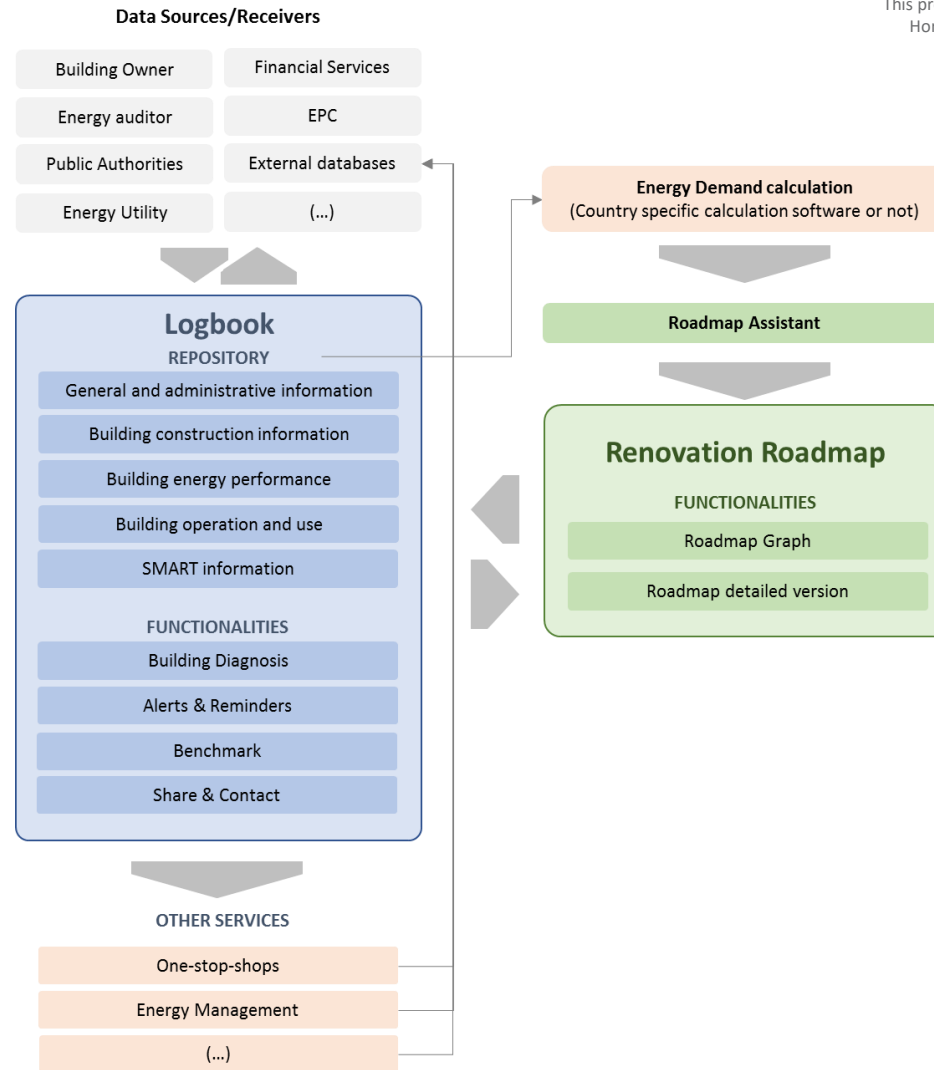 Data Sources/Receivers
This pr
Hor
Building Owner
Financial Services
Energy auditor
EPC
Public Authorities
External databases
Energy Utility
(...)
Energy Demand calculation
(Country specific calculation software or not)
Roadmap Assistant
Logbook
REPOSITORY
General and administrative information
Building construction information
Building energy performance
Building operation and use
SMART information
FUNCTIONALITIES
Building Diagnosis
Alerts & Reminders
Benchmark
Share & Contact
Renovation Roadmap
FUNCTIONALITIES
Roadmap Graph
Roadmap detailed version
OTHER SERVICES
One-stop-shops
Energy Management
(...)